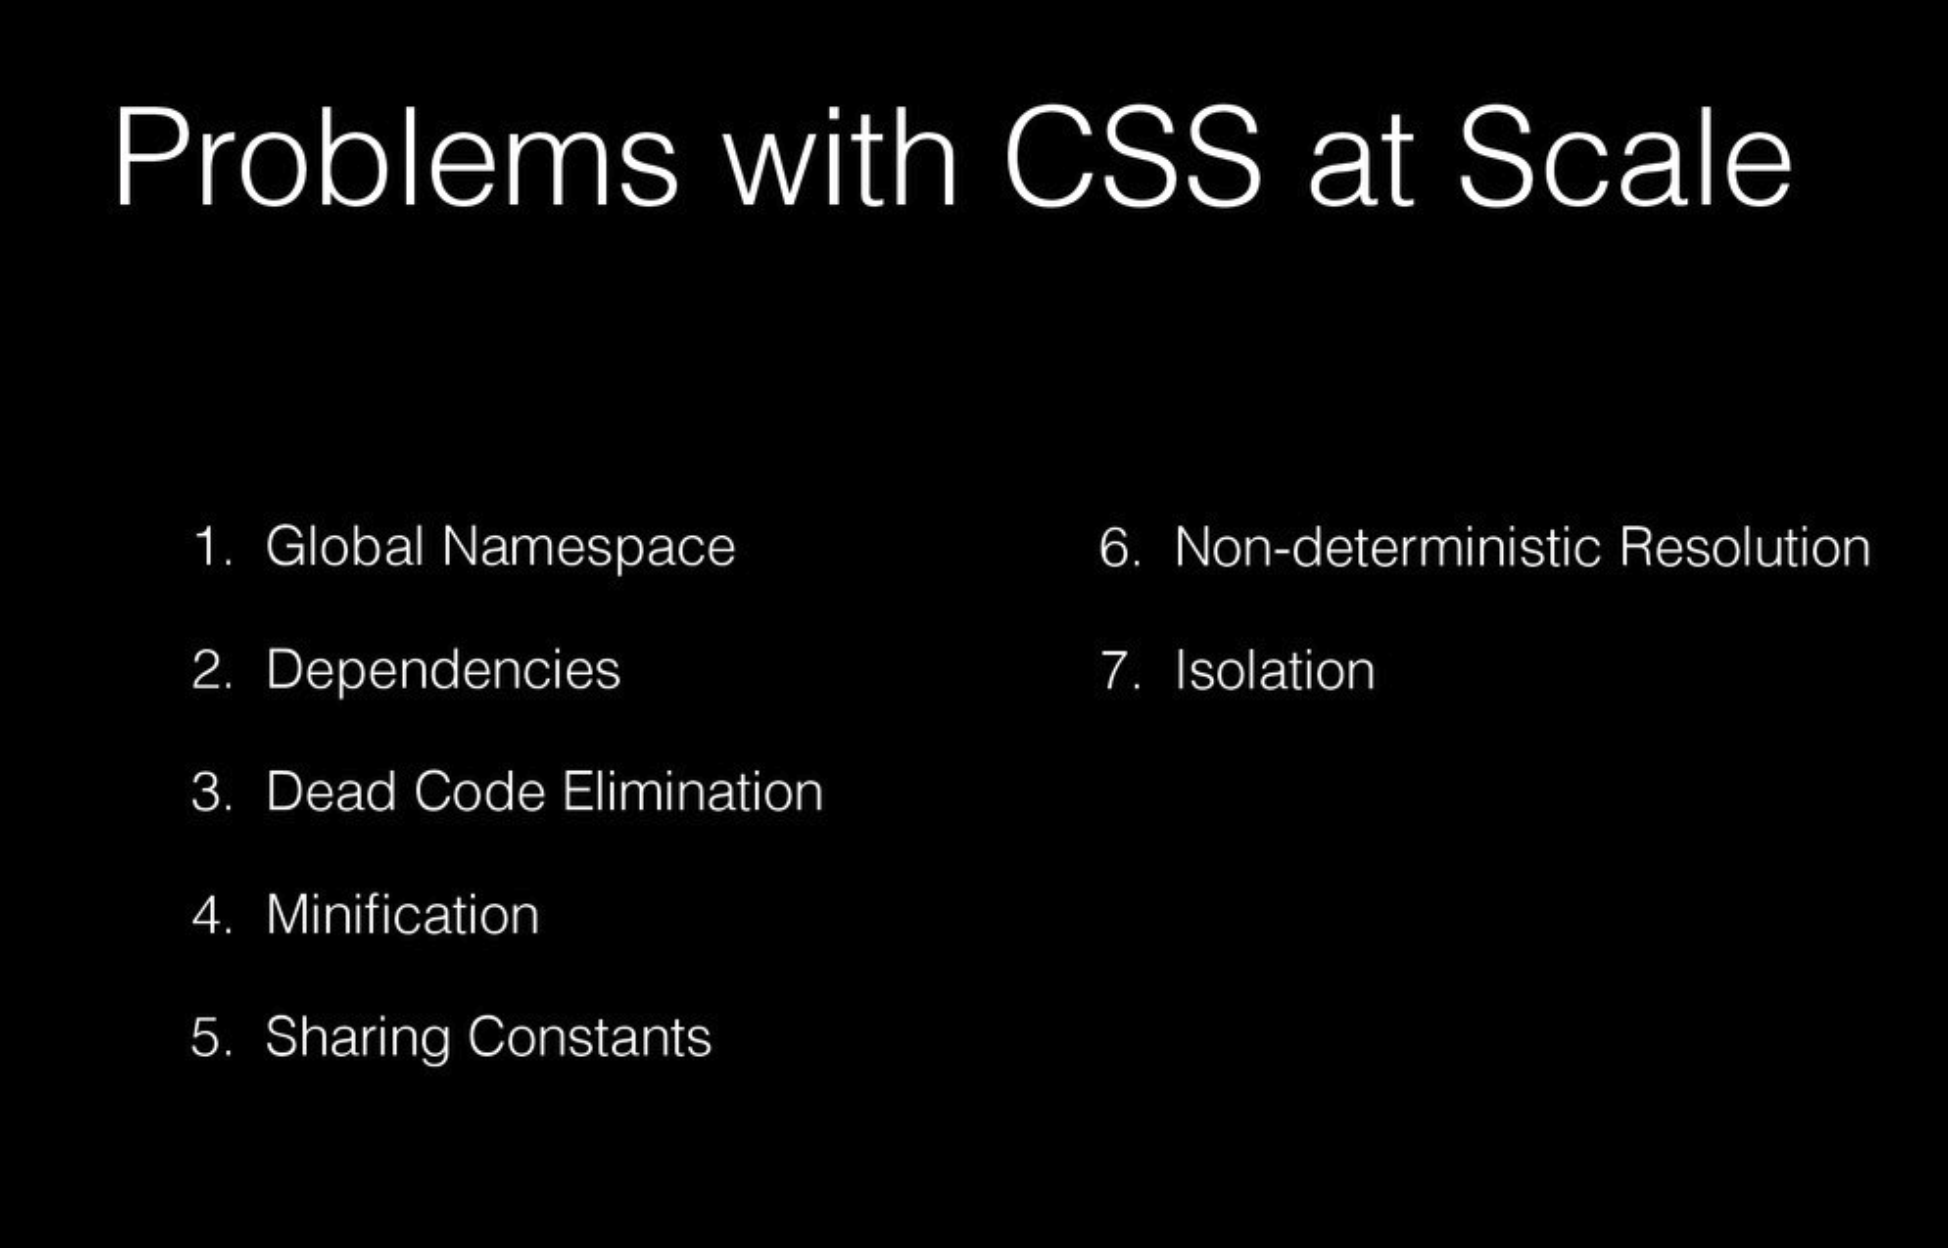 Problems with CSS at Scale
1. Global Namespace
2. Dependencies
3. Dead Code Elimination
4. Minification
5. Sharing Constants
6. Non-deterministic Resolution
7. Isolation